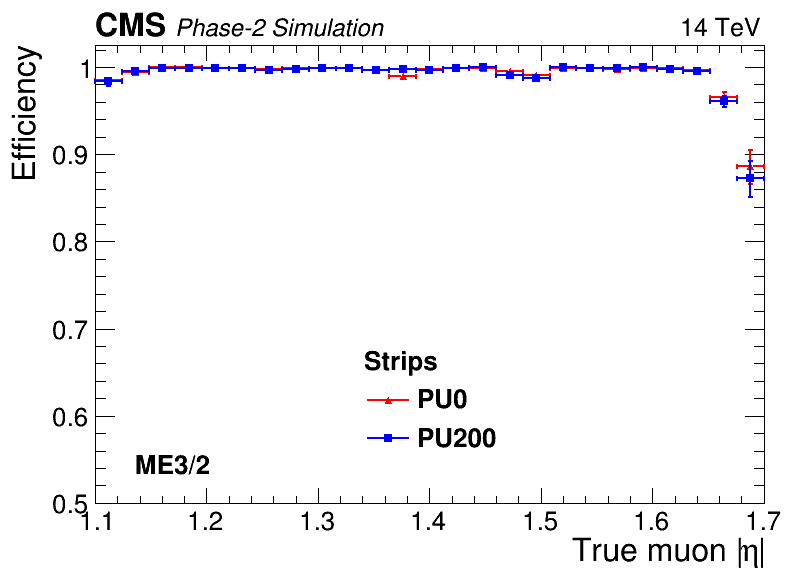 CMS Phase-2 Simulation 14 TeV
Efficiency
1
0.9
0.8
0.7
0.6
0.5
Strips
PU0
PU200
ME3/2
1.1 1.2 1.3 1.4 1.5 1.6 1.7
True muon |η|